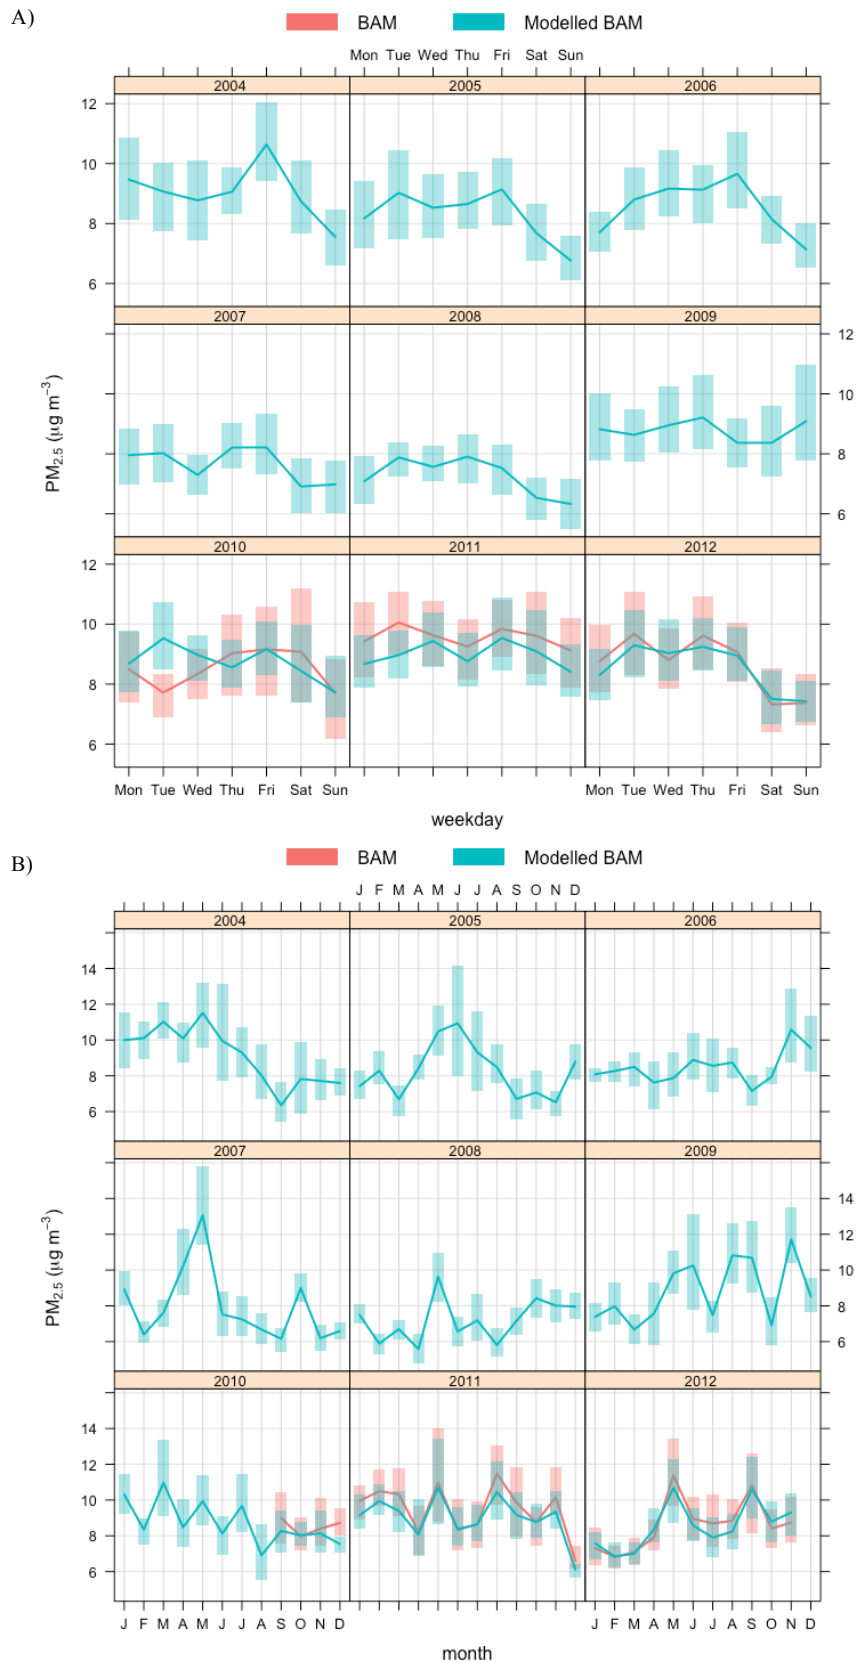 A)
BAM Modelled BAM
Mon Tue Wed Thu Fri Sat Sun
2004 2005 2006
12
10
8
6
2007 2008 2009
12
10
8
6
PM2.5 (µg m−3)
2010 2011 2012
12
10
8
6
Mon Tue Wed Thu Fri Sat Sun Mon Tue Wed Thu Fri Sat Sun
weekday
B)
BAM Modelled BAM
J F M A M J J A S O N D
2004 2005 2006
14
12
10
8
6
2007 2008 2009
14
12
10
8
6
PM2.5 (µg m−3)
2010 2011 2012
14
12
10
8
6
J F M A M J J A S O N D J F M A M J J A S O N D
month